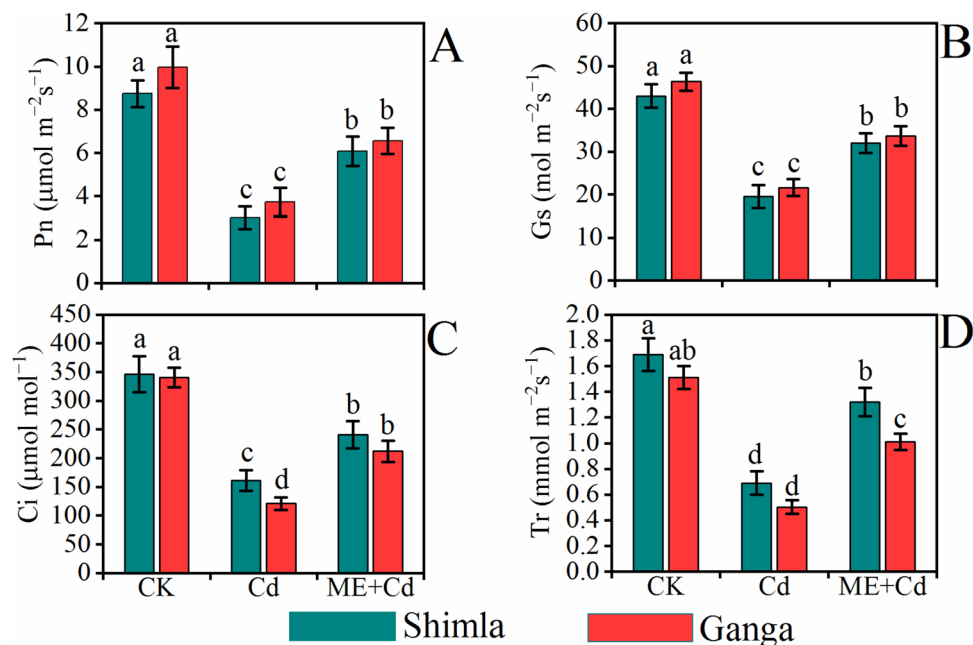 A
Pn (μmol m⁻²s⁻¹)
12
10
8
6
4
2
0
a
a
c
c
b
b
B
Gs (mol m⁻²s⁻¹)
60
50
40
30
20
10
0
a
a
c
c
b
b
C
Ci (μmol mol⁻¹)
450
400
350
300
250
200
150
100
50
0
a
a
c
d
b
b
CK
Cd
ME+Cd
D
Tr (mmol m⁻²s⁻¹)
2.0
1.8
1.6
1.4
1.2
1.0
0.8
0.6
0.4
0.2
0.0
a
ab
d
d
b
c
CK
Cd
ME+Cd
Shimla
Ganga